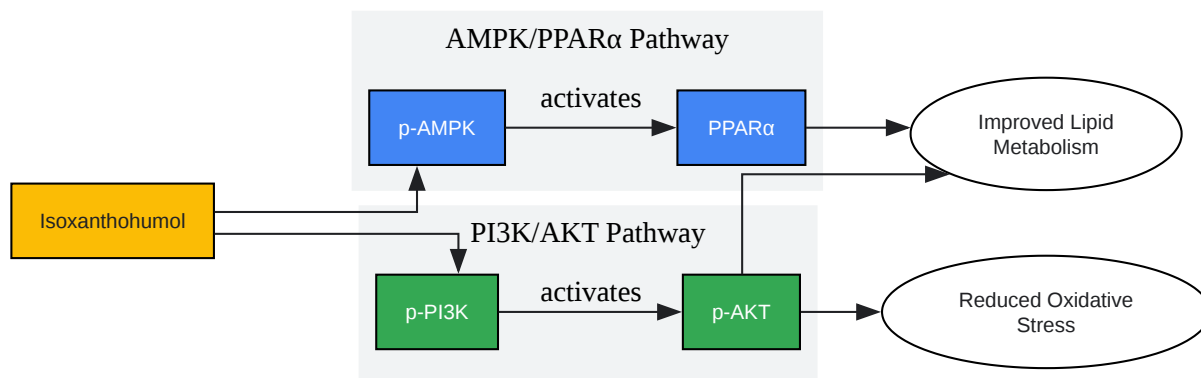 AMPK/PPARα Pathway
activates
p-AMPK
PPARα
Improved Lipid
Metabolism
Isoxanthohumol
PI3K/AKT Pathway
activates
p-PI3K
p-AKT
Reduced Oxidative
Stress